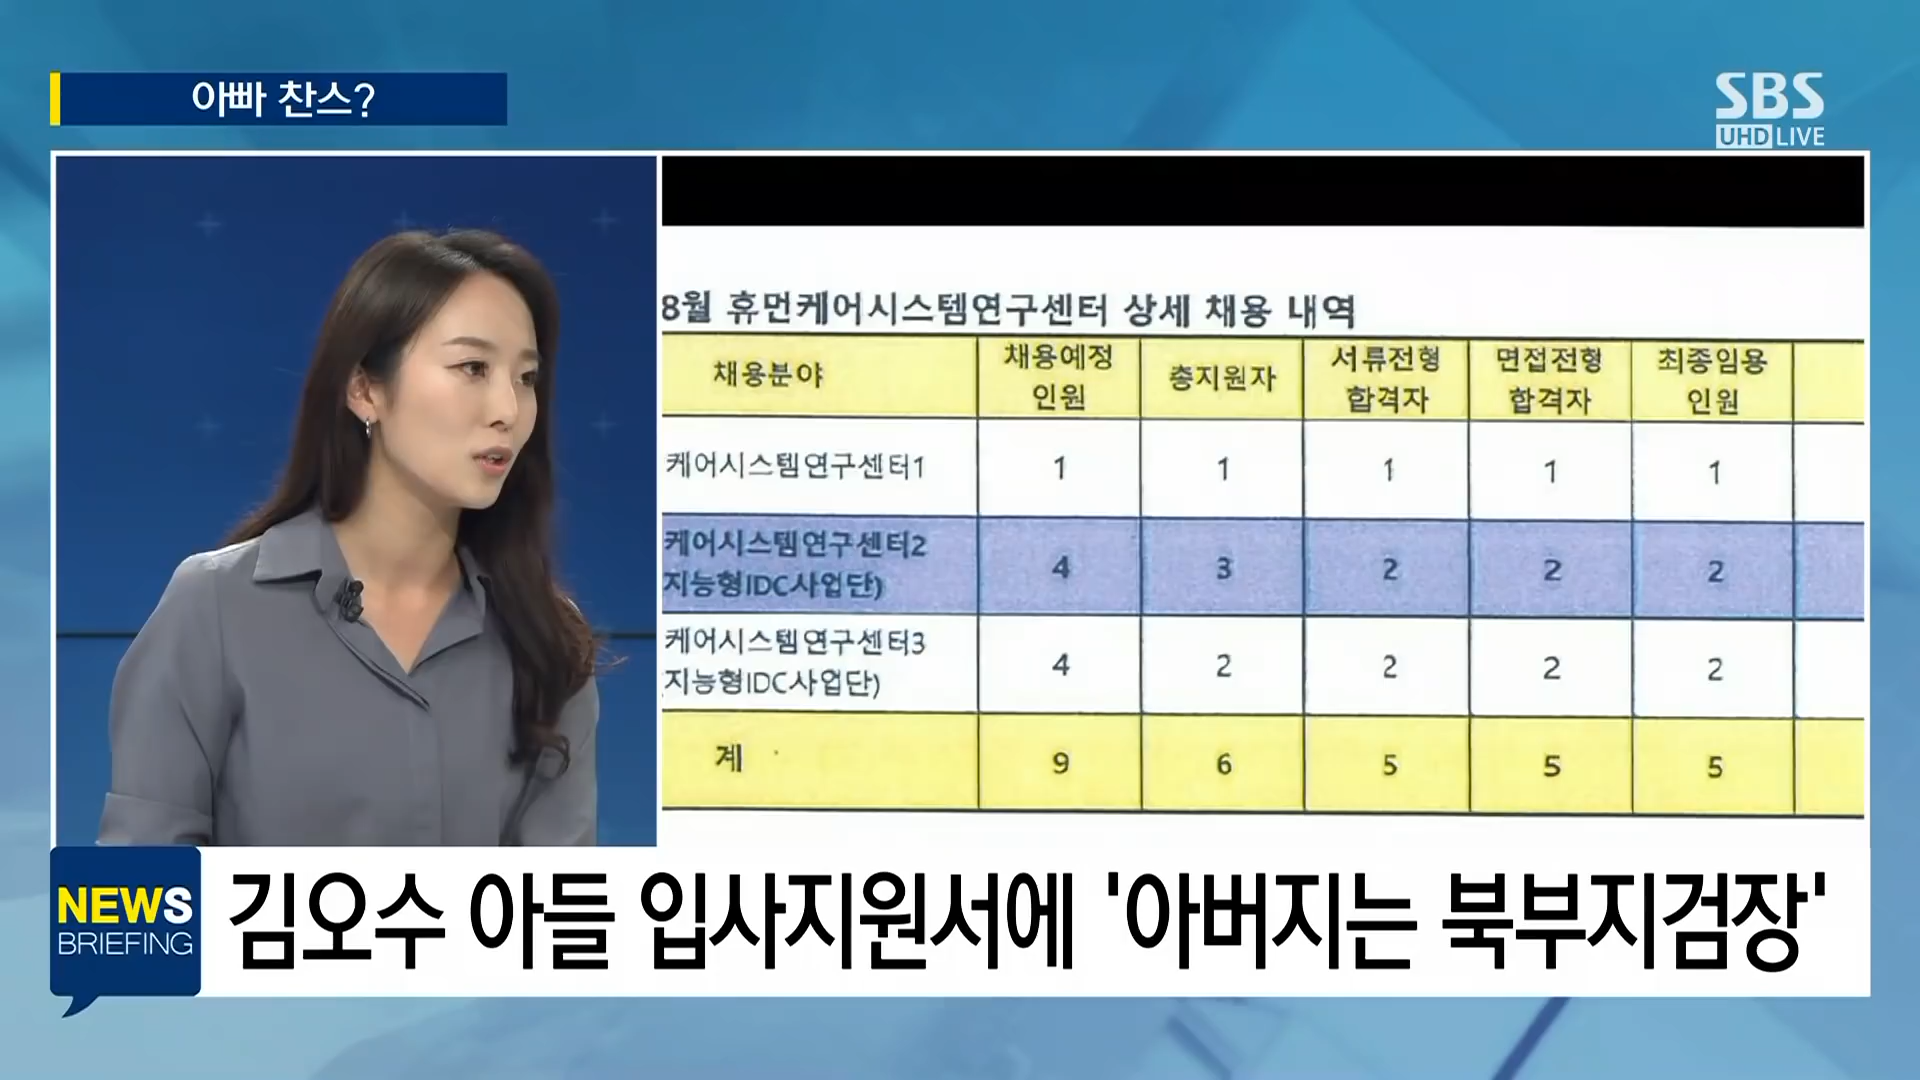 아빠 찬스?
SBS
UHD LIVE
8월 휴먼케어시스템연구센터 상세 채용 내역
채용분야 채용예정 인원 총지원자 서류전형 합격자 면접전형 합격자 최종임용 인원
케어시스템연구센터1 1 1 1 1 1
케어시스템연구센터2 4 3 2 2 2
지능형IDC사업단)
케어시스템연구센터3 4 2 2 2 2
지능형IDC사업단)
계 9 6 5 5 5
NEWS
BRIEFING
김오수 아들 입사지원서에 '아버지는 북부지검장'